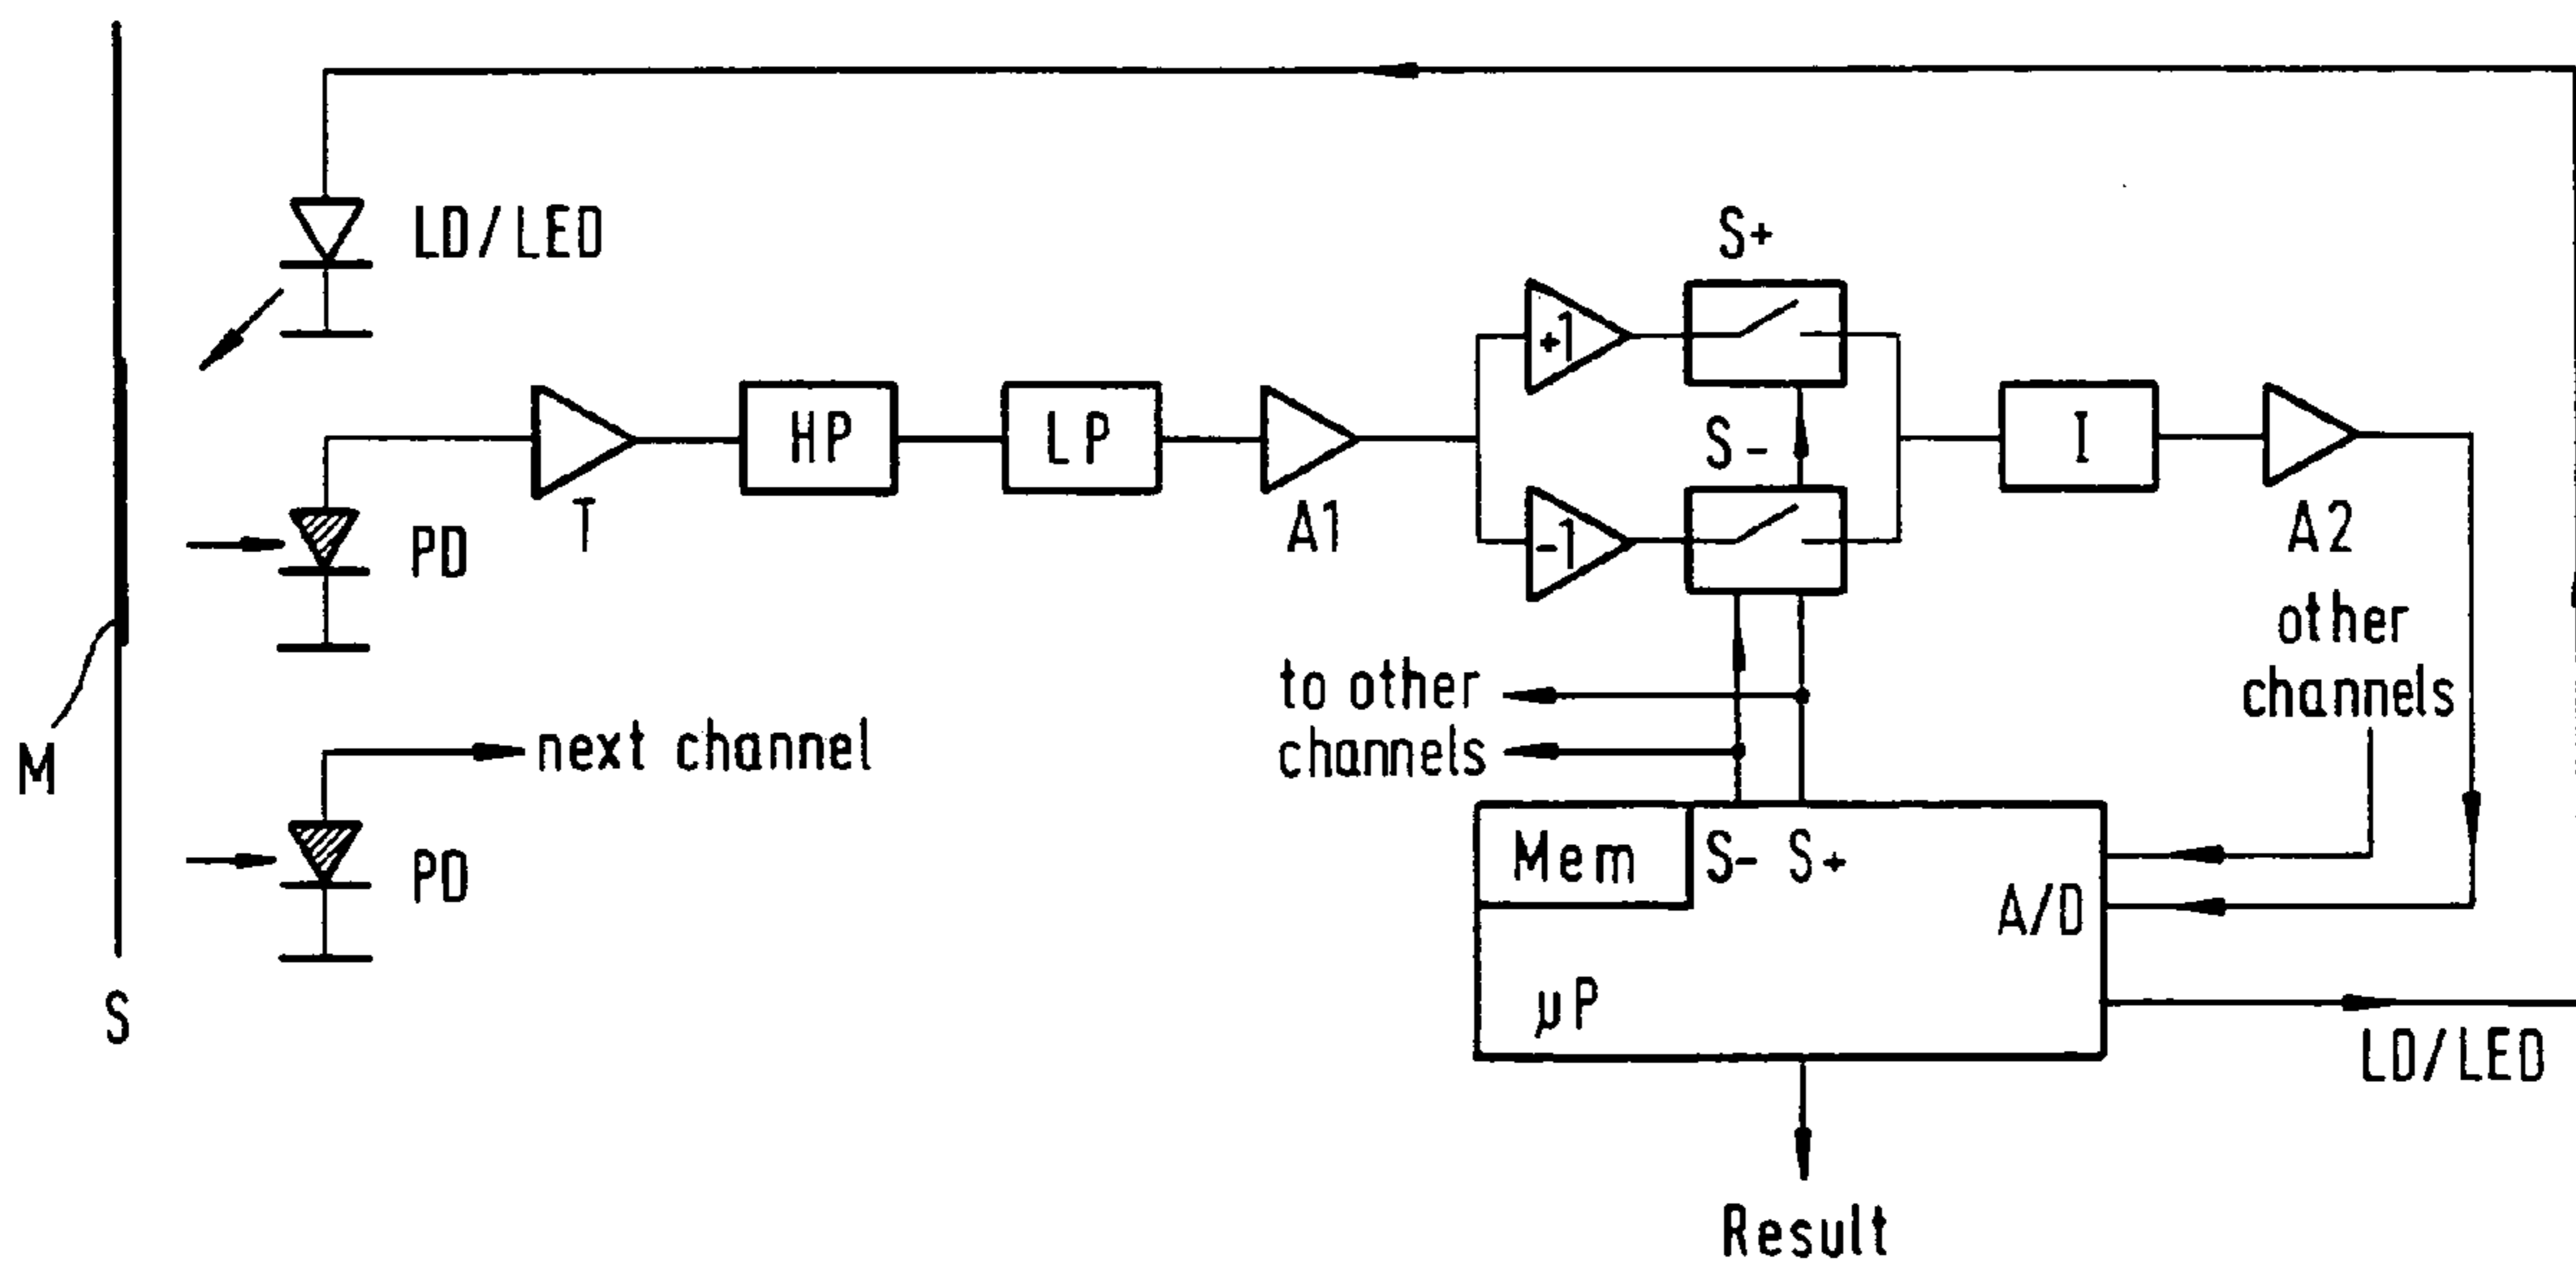 LD/LED
S+
+1
HP
LP
I
S-
T
PD
A1
-1
A2
other
channels
to other
channels
M
next channel
PD
Mem
S- S+
A/D
µP
S
LD/LED
Result